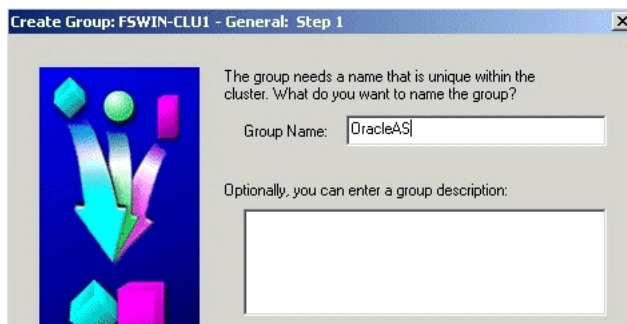 Create Group: FSWIN-CLU1 - General: Step 1
The group needs a name that is unique within the
cluster. What do you want to name the group?
Group Name: OracleAS
Optionally, you can enter a group description: